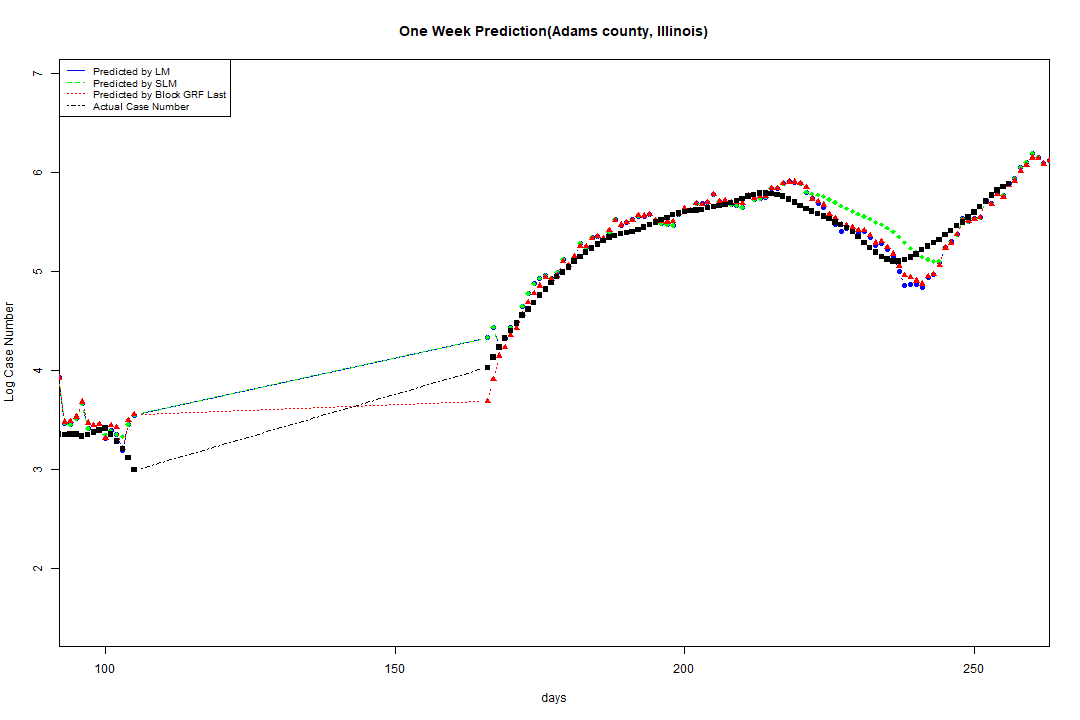 One Week Prediction(Adams county, Illinois)
Predicted by LM
Predicted by SLM
Predicted by Block GRF Last
Actual Case Number
7
6
5
4
3
2
Log Case Number
100 150 200 250
days